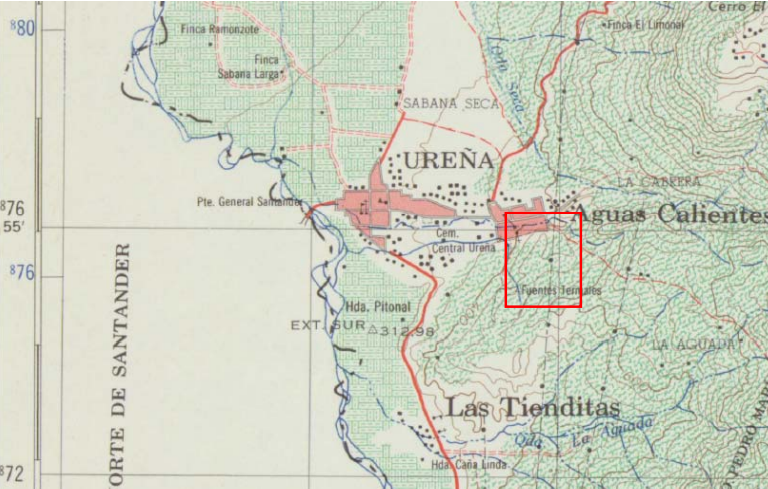 ⁸80
Finca Ramonzote
Finca El Limonal
Cerro El
Finca
Sabana Larga
Qda. Seca
SABANA SECA
UREÑA
LA CABRERA
⁸76
55'
Pte. General Santander
Aguas Calientes
Cem.
Central Ureña
⁸76
Fuentes Termales
Hda. Pitonal
EXT. SUR △312.98
LA AGUADA
ORTE DE SANTANDER
Las Tienditas
Qda. La Aguada
O. PEDRO MAR
Hda. Caña Linda
⁸72